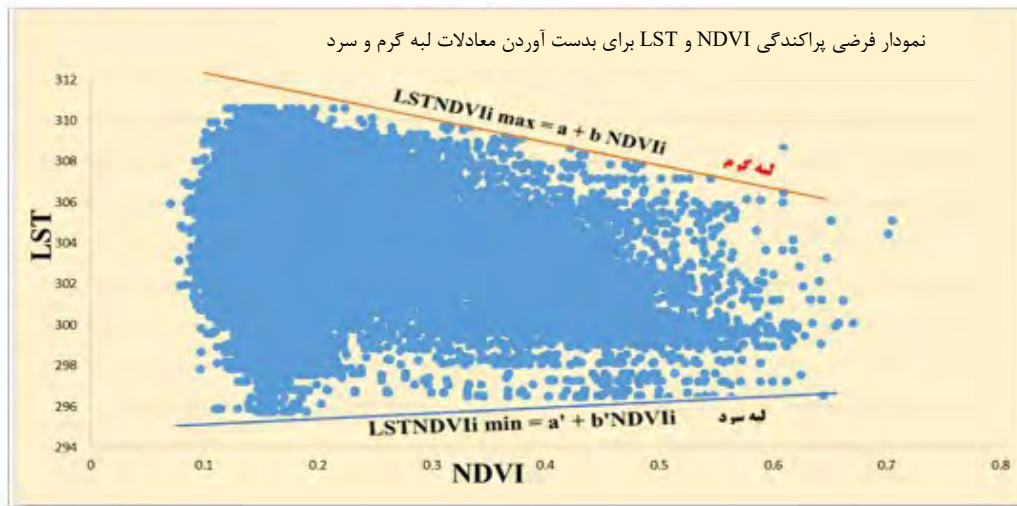 نمودار فرضی پراکندگی NDVI و LST برای بدست آوردن معادلات لبه گرم و سرد
312
310
308
306
304
302
300
298
296
294
LST
LSTNDVIi max = a + b NDVIi
لبه گرم
LSTNDVIi min = a' + b'NDVIi
لبه سرد
0
0.1
0.2
0.3
0.4
0.5
0.6
0.7
0.8
NDVI